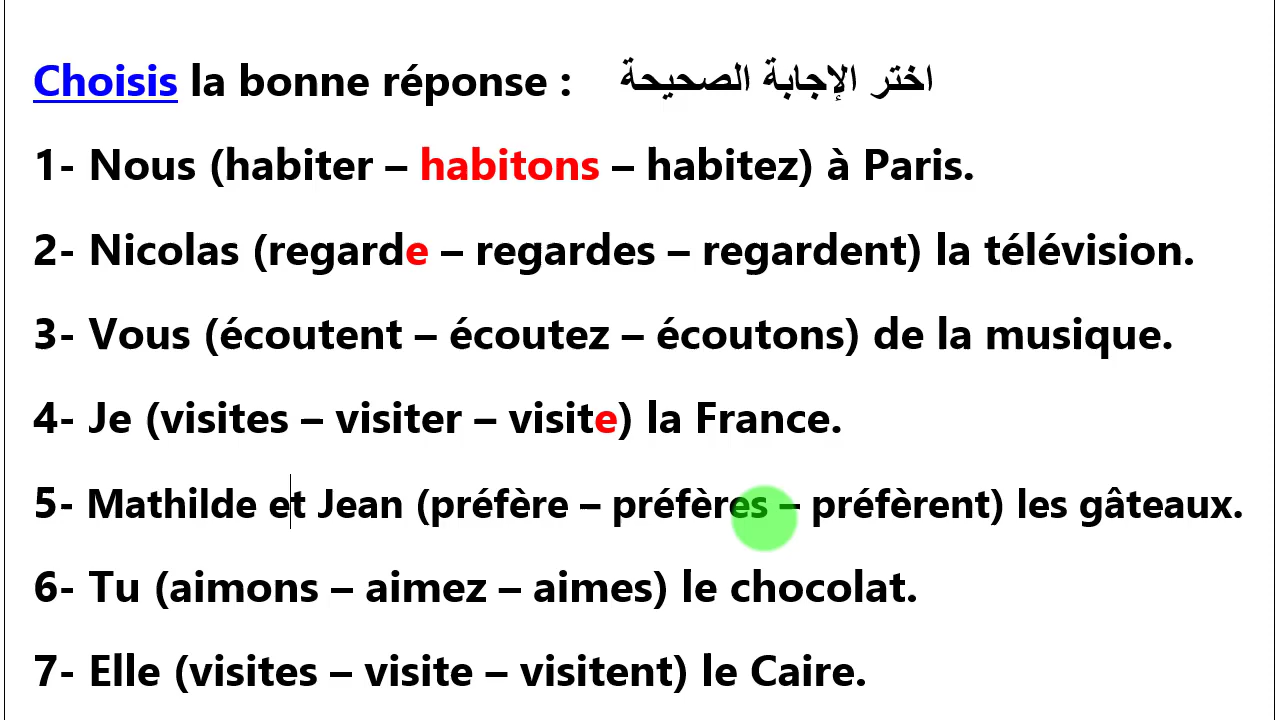 Choisis la bonne réponse : اختر الإجابة الصحيحة
1- Nous (habiter – habitons – habitez) à Paris.
2- Nicolas (regarde – regardes – regardent) la télévision.
3- Vous (écoutent – écoutez – écoutons) de la musique.
4- Je (visites – visiter – visite) la France.
5- Mathilde et Jean (préfère – préfères – préfèrent) les gâteaux.
6- Tu (aimons – aimez – aimes) le chocolat.
7- Elle (visites – visite – visitent) le Caire.